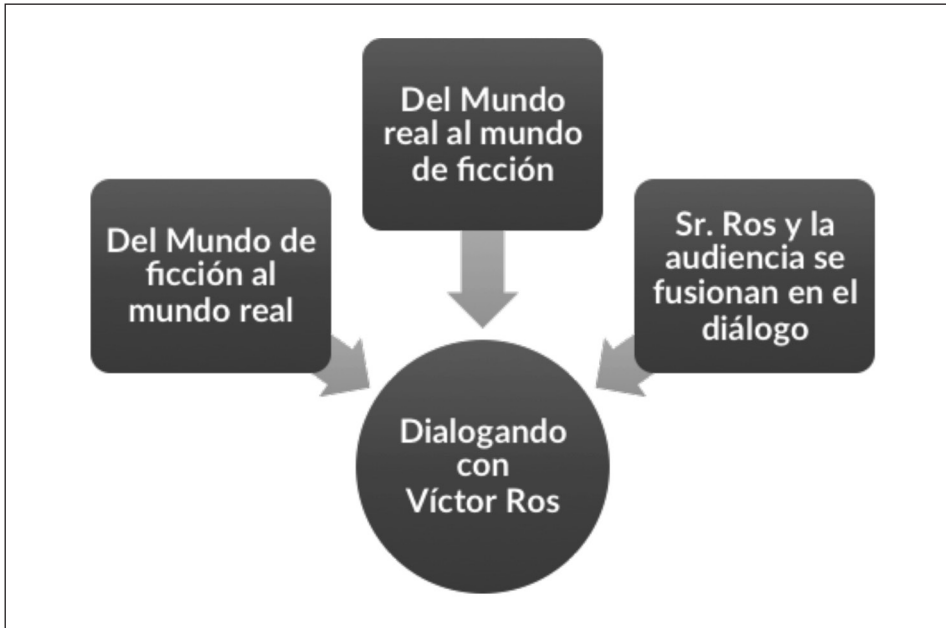 Del Mundo
real al mundo
de ficción
Del Mundo de
ficción al
mundo real
Sr. Ros y la
audiencia se
fusionan en el
diálogo
Dialogando
con
Víctor Ros